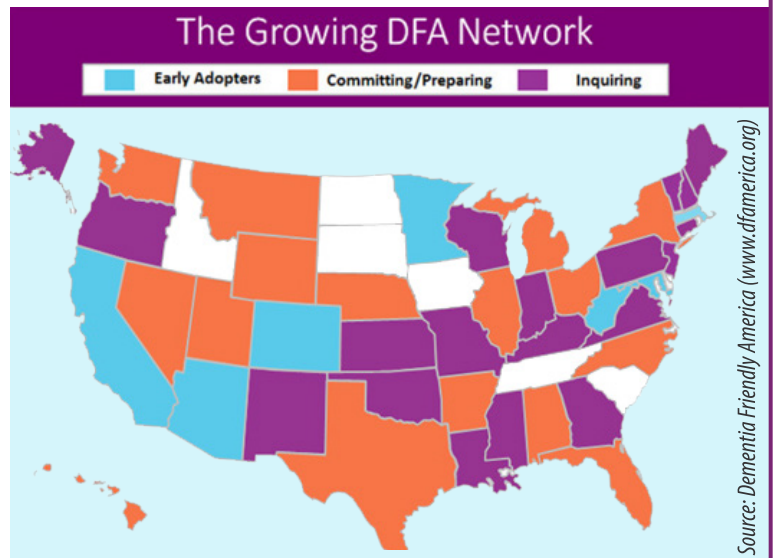 The Growing DFA Network
Early Adopters
Committing/Preparing
Inquiring
Source: Dementia Friendly America (www.dfamerica.org)